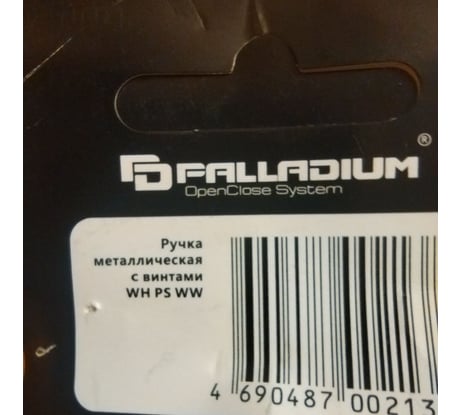 PALLADIUM®
OpenClose System
Ручка
металлическая
с винтами
WH PS WW
4 690487 00213